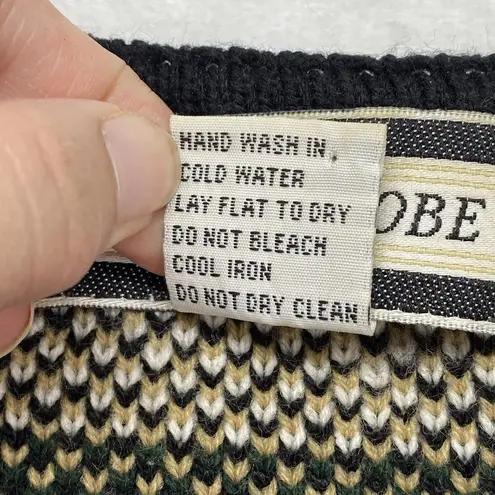 HAND WASH IN
COLD WATER
LAY FLAT TO DRY
DO NOT BLEACH
COOL IRON
DO NOT DRY CLEAN
OBE